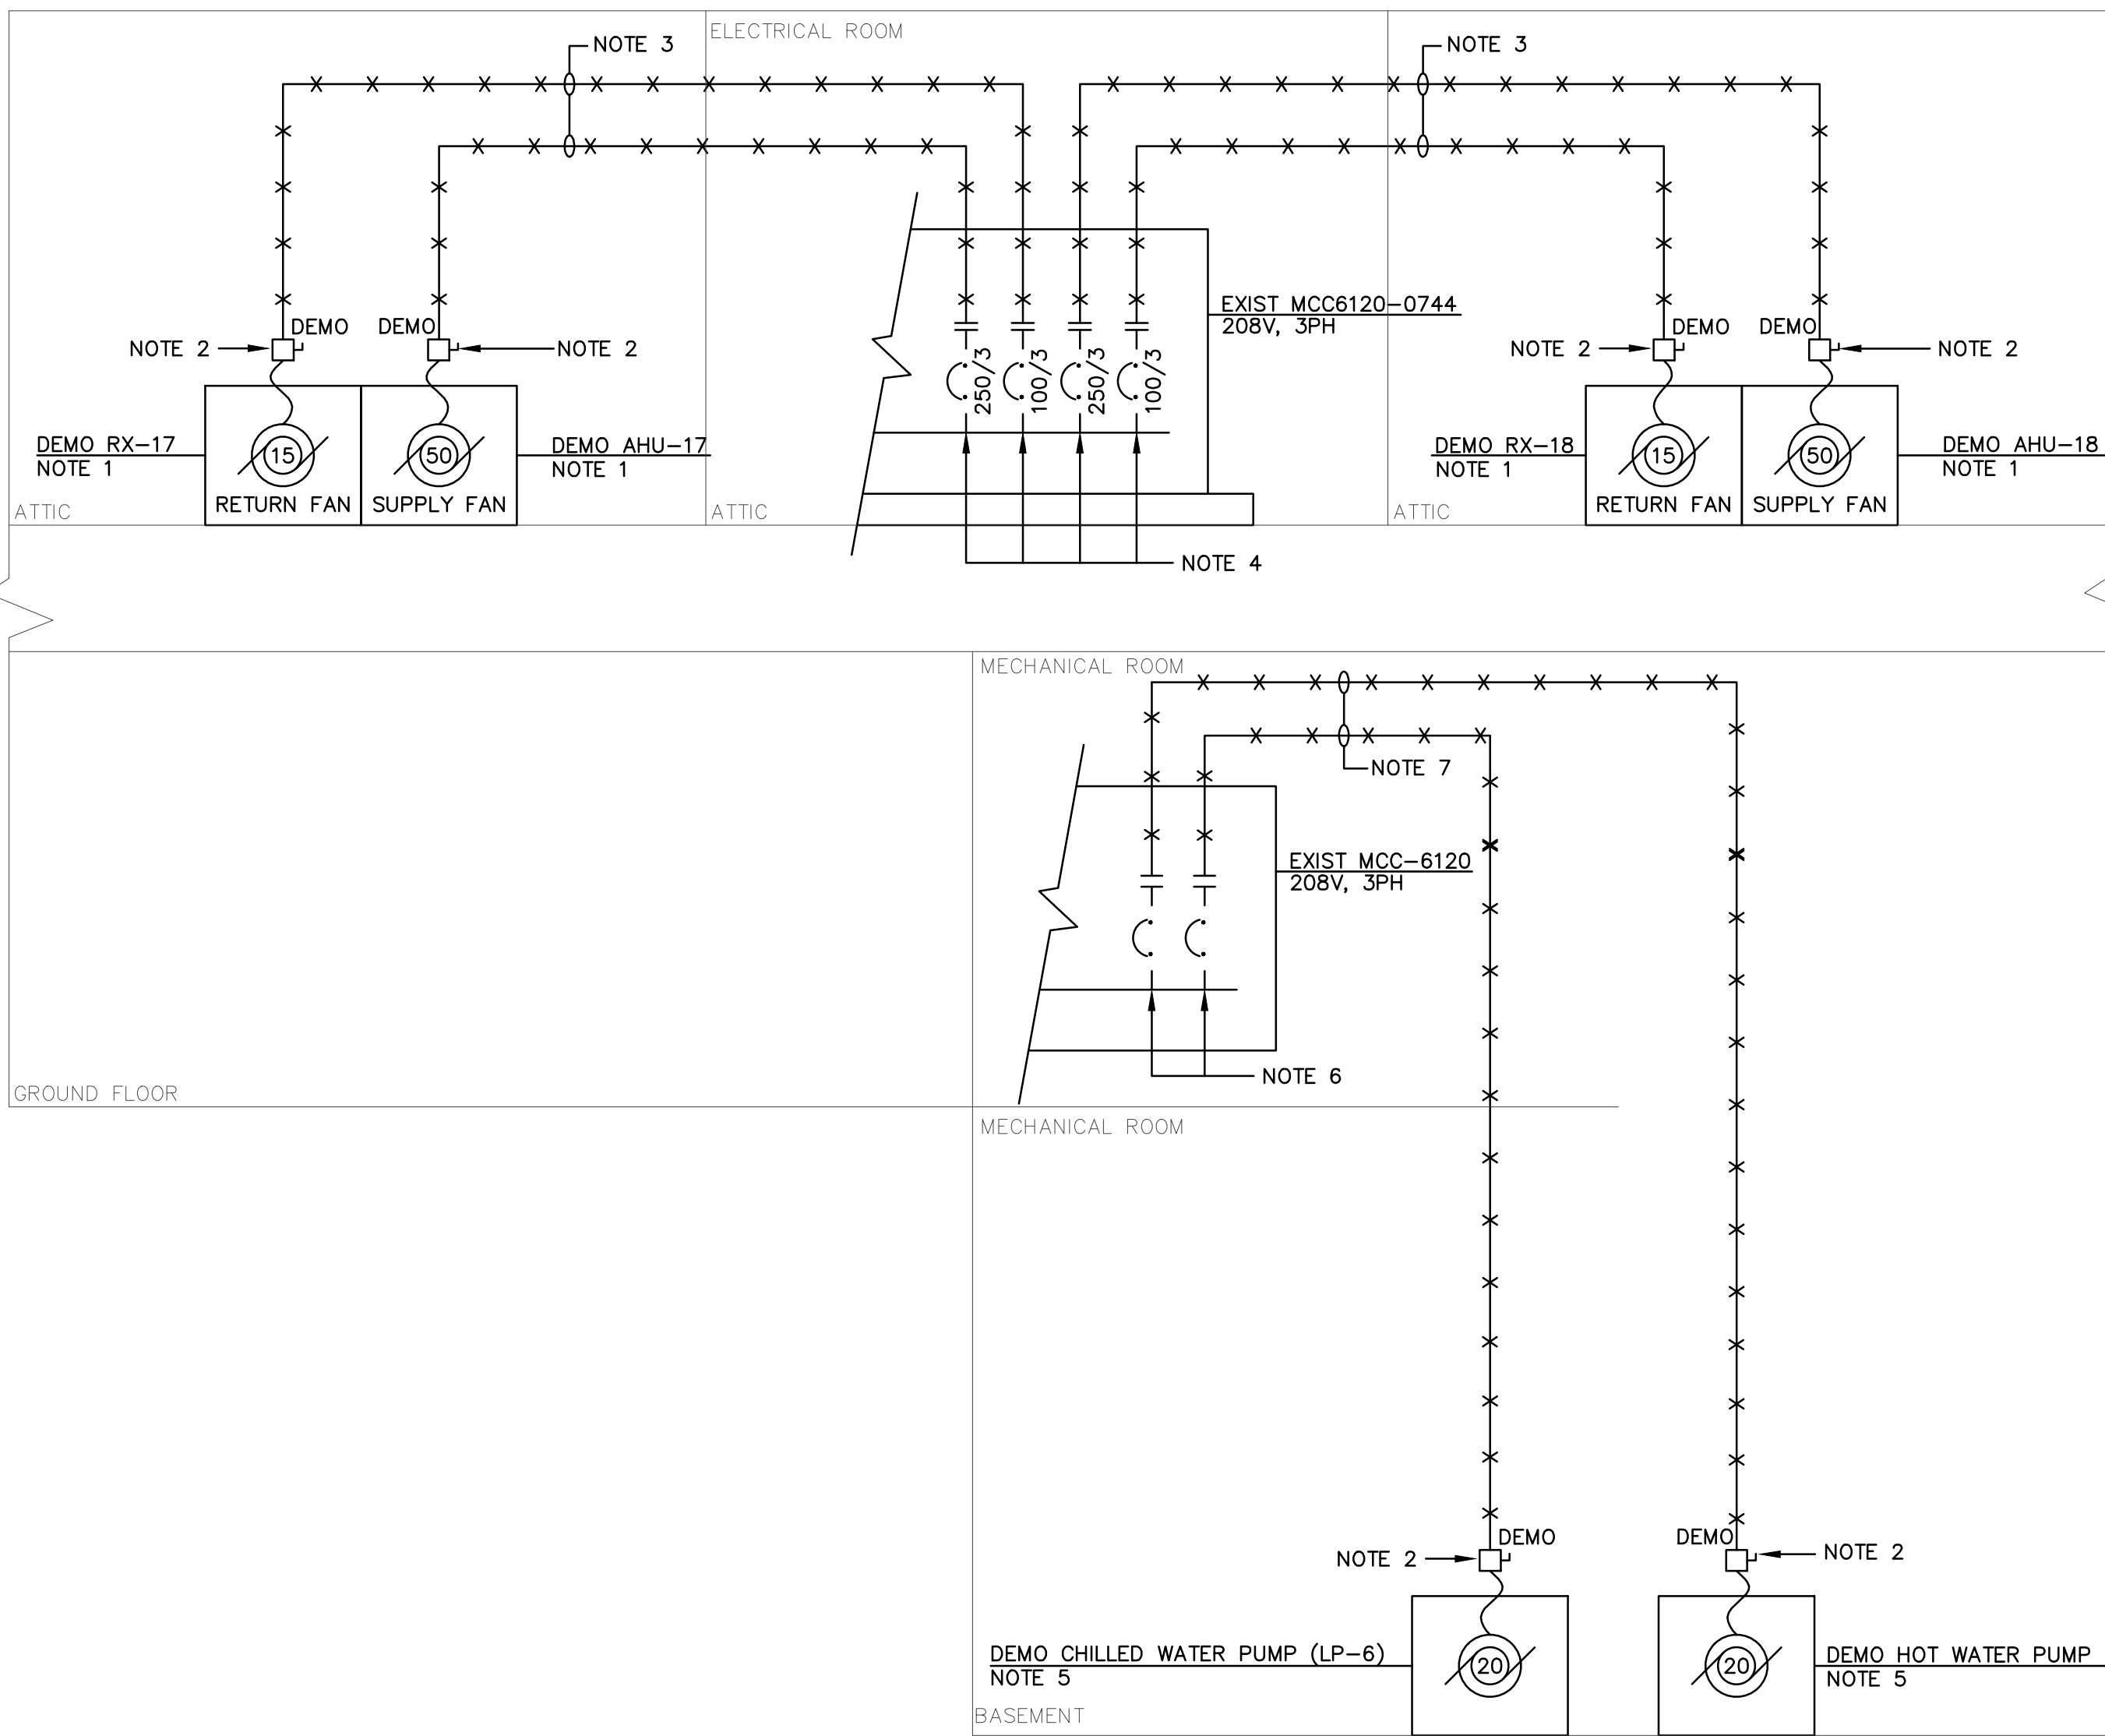 ELECTRICAL ROOM
NOTE 3
NOTE 3
DEMO
DEMO
NOTE 2
NOTE 2
EXIST MCC6120-0744
208V, 3PH
250/3
100/3
250/3
100/3
DEMO
DEMO
NOTE 2
NOTE 2
DEMO RX-17
NOTE 1
15
50
DEMO AHU-17
NOTE 1
RETURN FAN
SUPPLY FAN
DEMO RX-18
NOTE 1
15
50
DEMO AHU-18
NOTE 1
RETURN FAN
SUPPLY FAN
ATTIC
ATTIC
ATTIC
NOTE 4
MECHANICAL ROOM
NOTE 7
EXIST MCC-6120
208V, 3PH
NOTE 6
GROUND FLOOR
MECHANICAL ROOM
DEMO
DEMO
NOTE 2
NOTE 2
DEMO CHILLED WATER PUMP (LP-6)
NOTE 5
20
20
DEMO HOT WATER PUMP
NOTE 5
BASEMENT